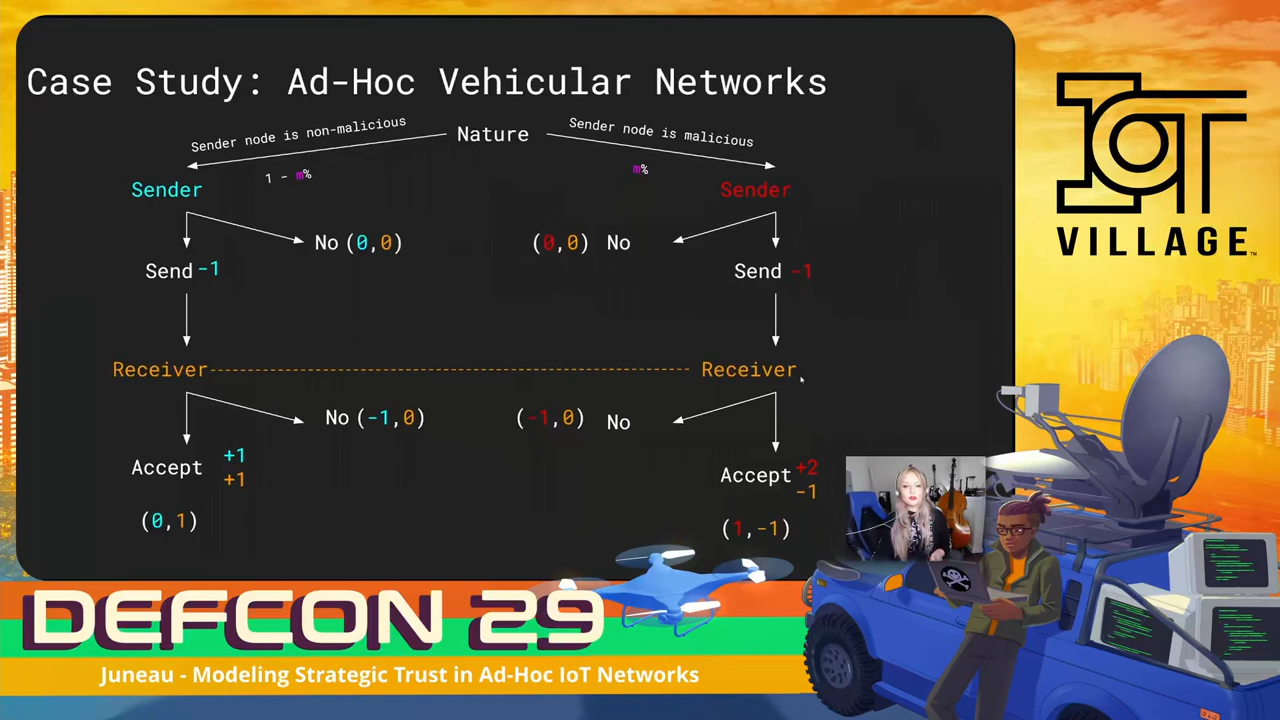 Case Study: Ad-Hoc Vehicular Networks
Sender node is non-malicious
Nature
Sender node is malicious
1 - m%
m%
Sender
Sender
No (0,0)
(0,0) No
Send -1
Send -1
Receiver
Receiver
No (-1,0)
(-1,0) No
Accept
+1
+1
Accept
+2
-1
(0,1)
(1,-1)
IOT
VILLAGE™
DEFCON 29
Juneau - Modeling Strategic Trust in Ad-Hoc IoT Networks